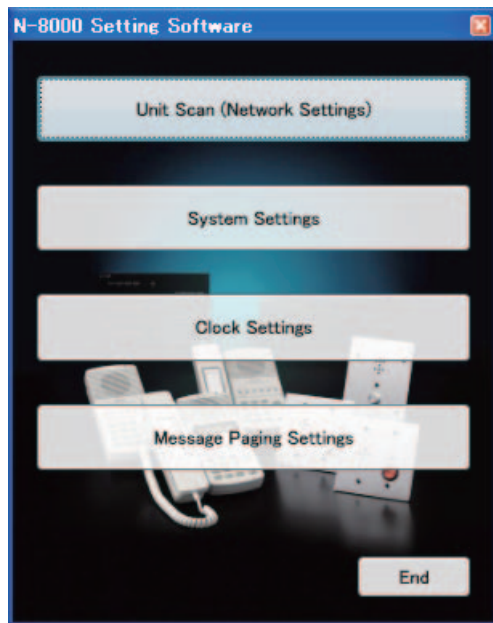 N-8000 Setting Software
Unit Scan (Network Settings)
System Settings
Clock Settings
Message Paging Settings
End